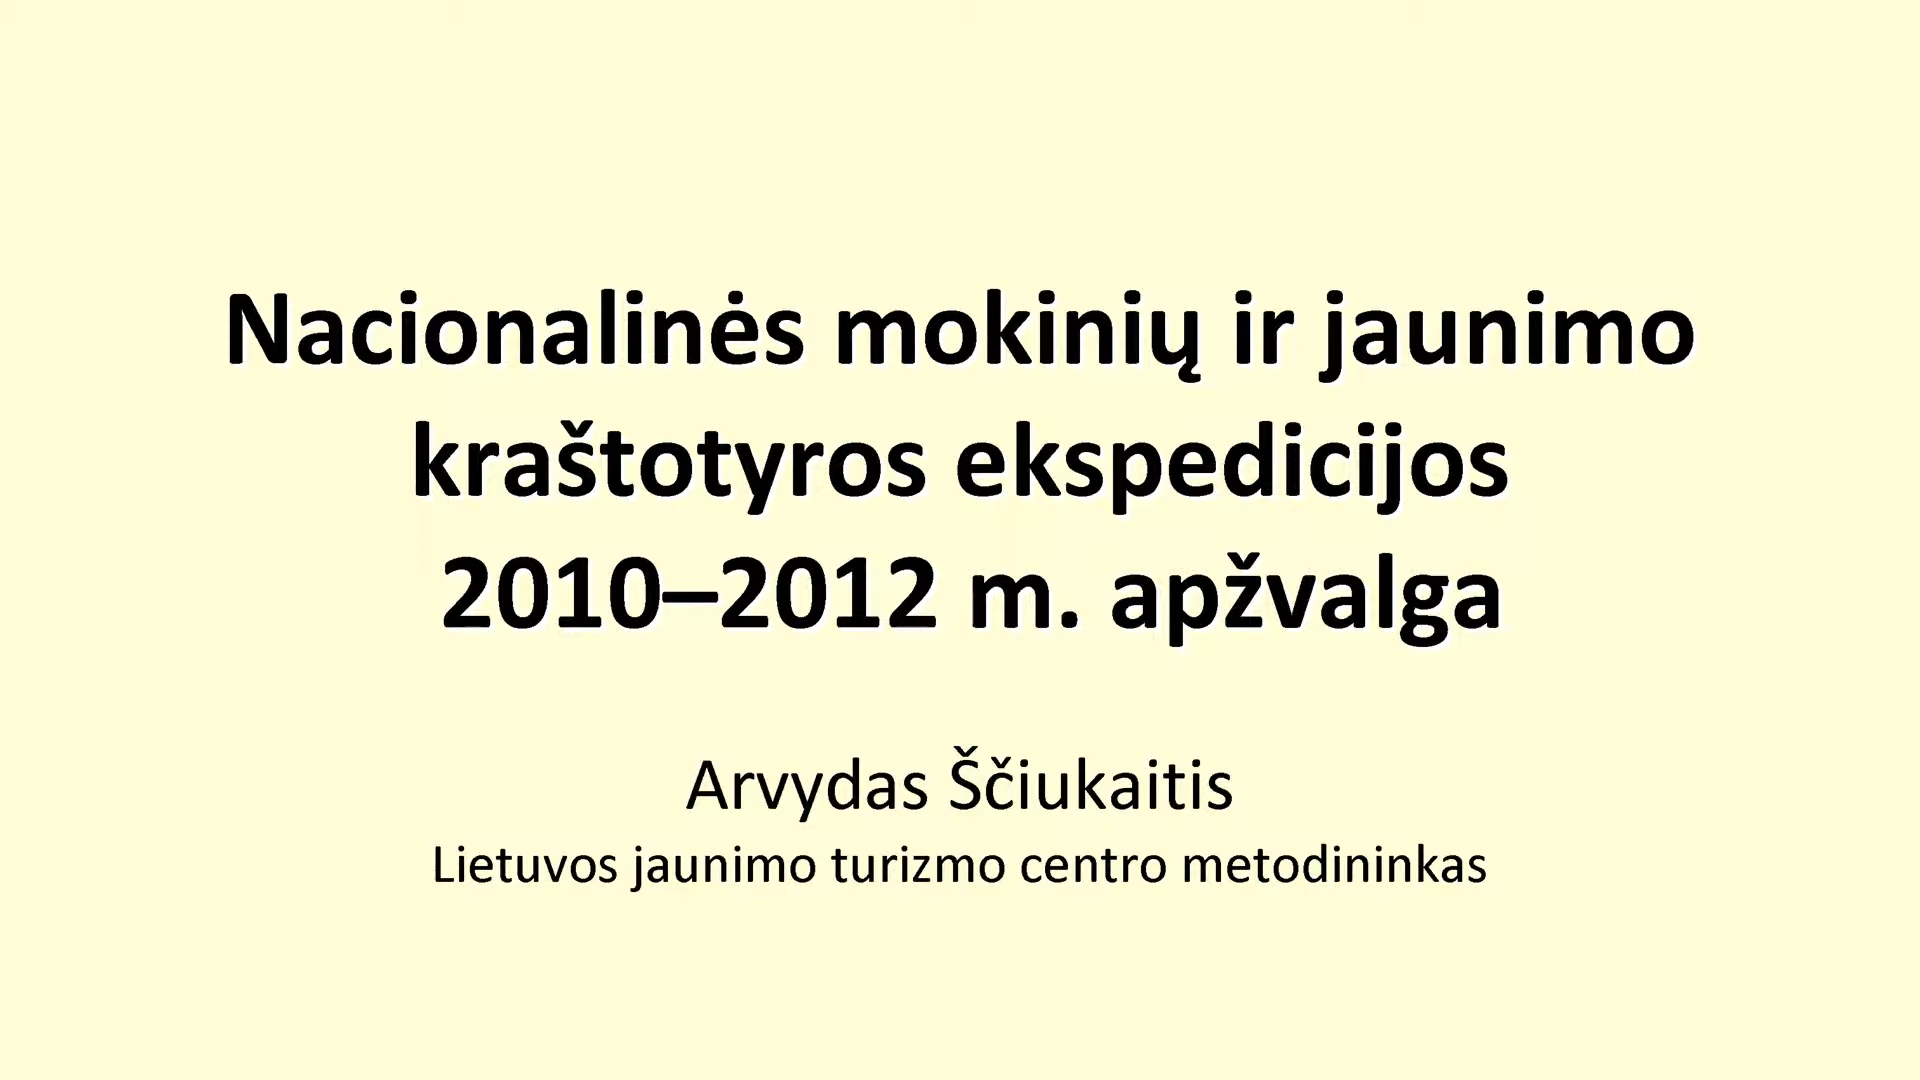 Nacionalinės mokinių ir jaunimo
kraštotyros ekspedicijos
2010–2012 m. apžvalga
Arvydas Ščiukaitis
Lietuvos jaunimo turizmo centro metodininkas